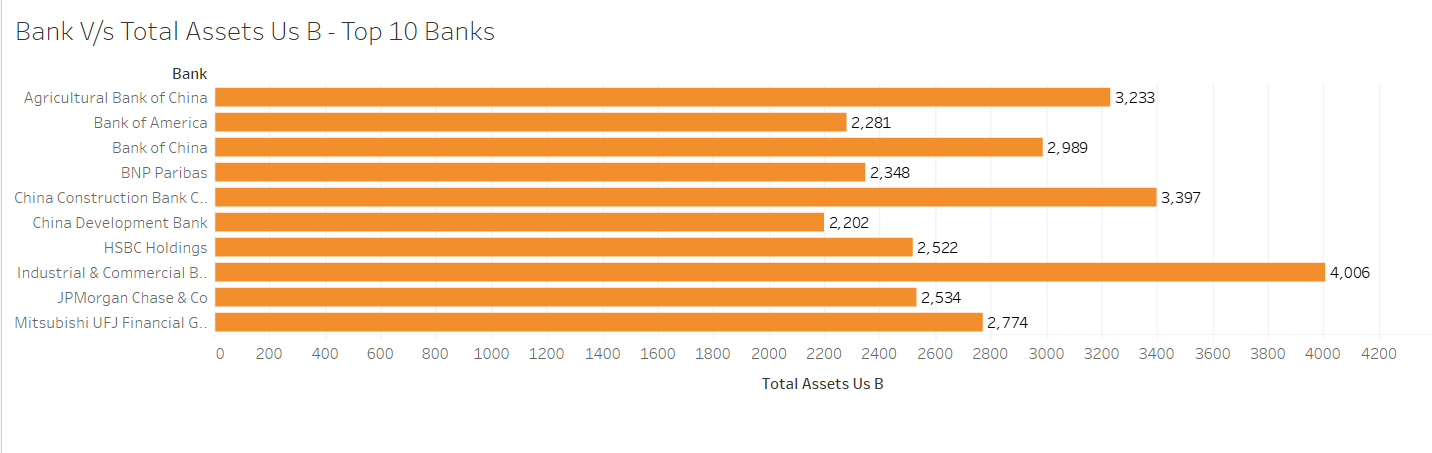 Bank V/s Total Assets Us B - Top 10 Banks
Bank
Agricultural Bank of China 3,233
Bank of America 2,281
Bank of China 2,989
BNP Paribas 2,348
China Construction Bank C.. 3,397
China Development Bank 2,202
HSBC Holdings 2,522
Industrial & Commercial B.. 4,006
JPMorgan Chase & Co 2,534
Mitsubishi UFJ Financial G.. 2,774
0 200 400 600 800 1000 1200 1400 1600 1800 2000 2200 2400 2600 2800 3000 3200 3400 3600 3800 4000 4200
Total Assets Us B